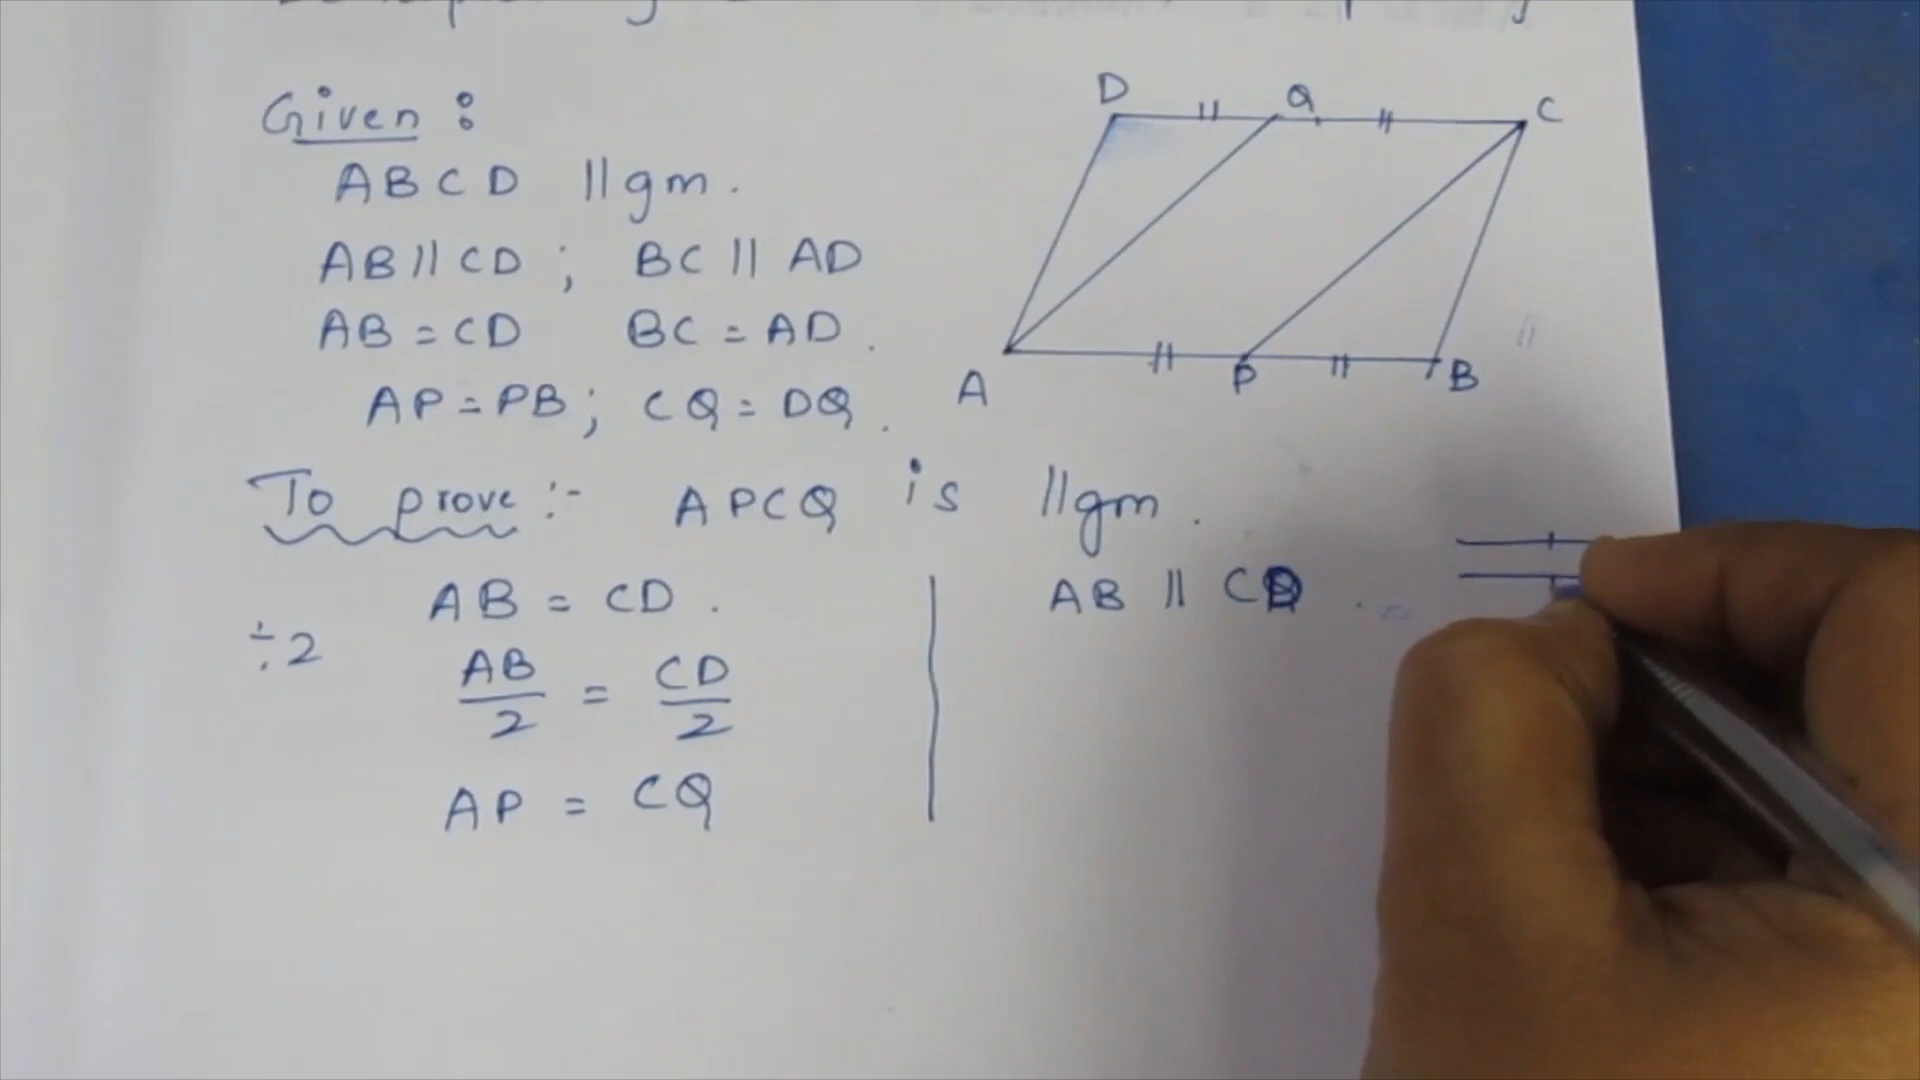 Given :
ABCD ||gm.
AB || CD ; BC || AD
AB = CD BC = AD.
AP = PB; CQ = DQ.
D Q C
A P B
To prove :- APCQ is ||gm.
AB = CD.
÷2
AB/2 = CD/2
AP = CQ
AB || CD.